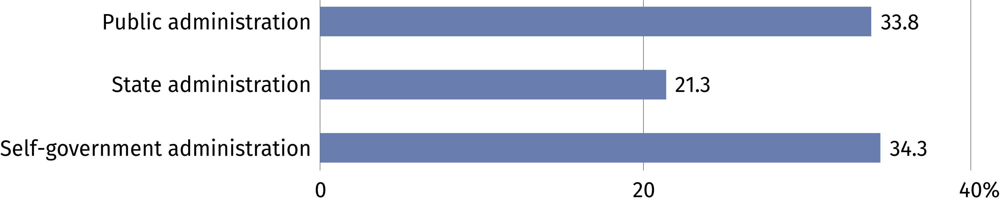 Public administration 33.8
State administration 21.3
Self-government administration 34.3
0 20 40%